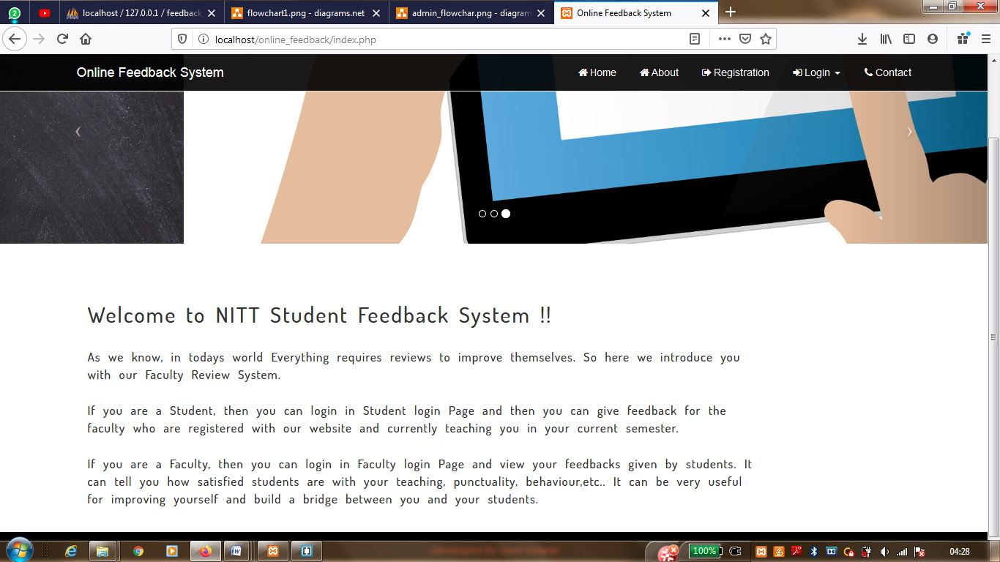 2
localhost / 127.0.0.1 / feedback
flowchart1.png - diagrams.net
admin_flowchar.png - diagram
Online Feedback System
localhost/online_feedback/index.php
Online Feedback System
Home
About
Registration
Login
Contact
Welcome to NITT Student Feedback System !!
As we know, in todays world Everything requires reviews to improve themselves. So here we introduce you
with our Faculty Review System.
If you are a Student, then you can login in Student login Page and then you can give feedback for the
faculty who are registered with our website and currently teaching you in your current semester.
If you are a Faculty, then you can login in Faculty login Page and view your feedbacks given by students. It
can tell you how satisfied students are with your teaching, punctuality, behaviour,etc.. It can be very useful
for improving yourself and build a bridge between you and your students.
100%
04:28